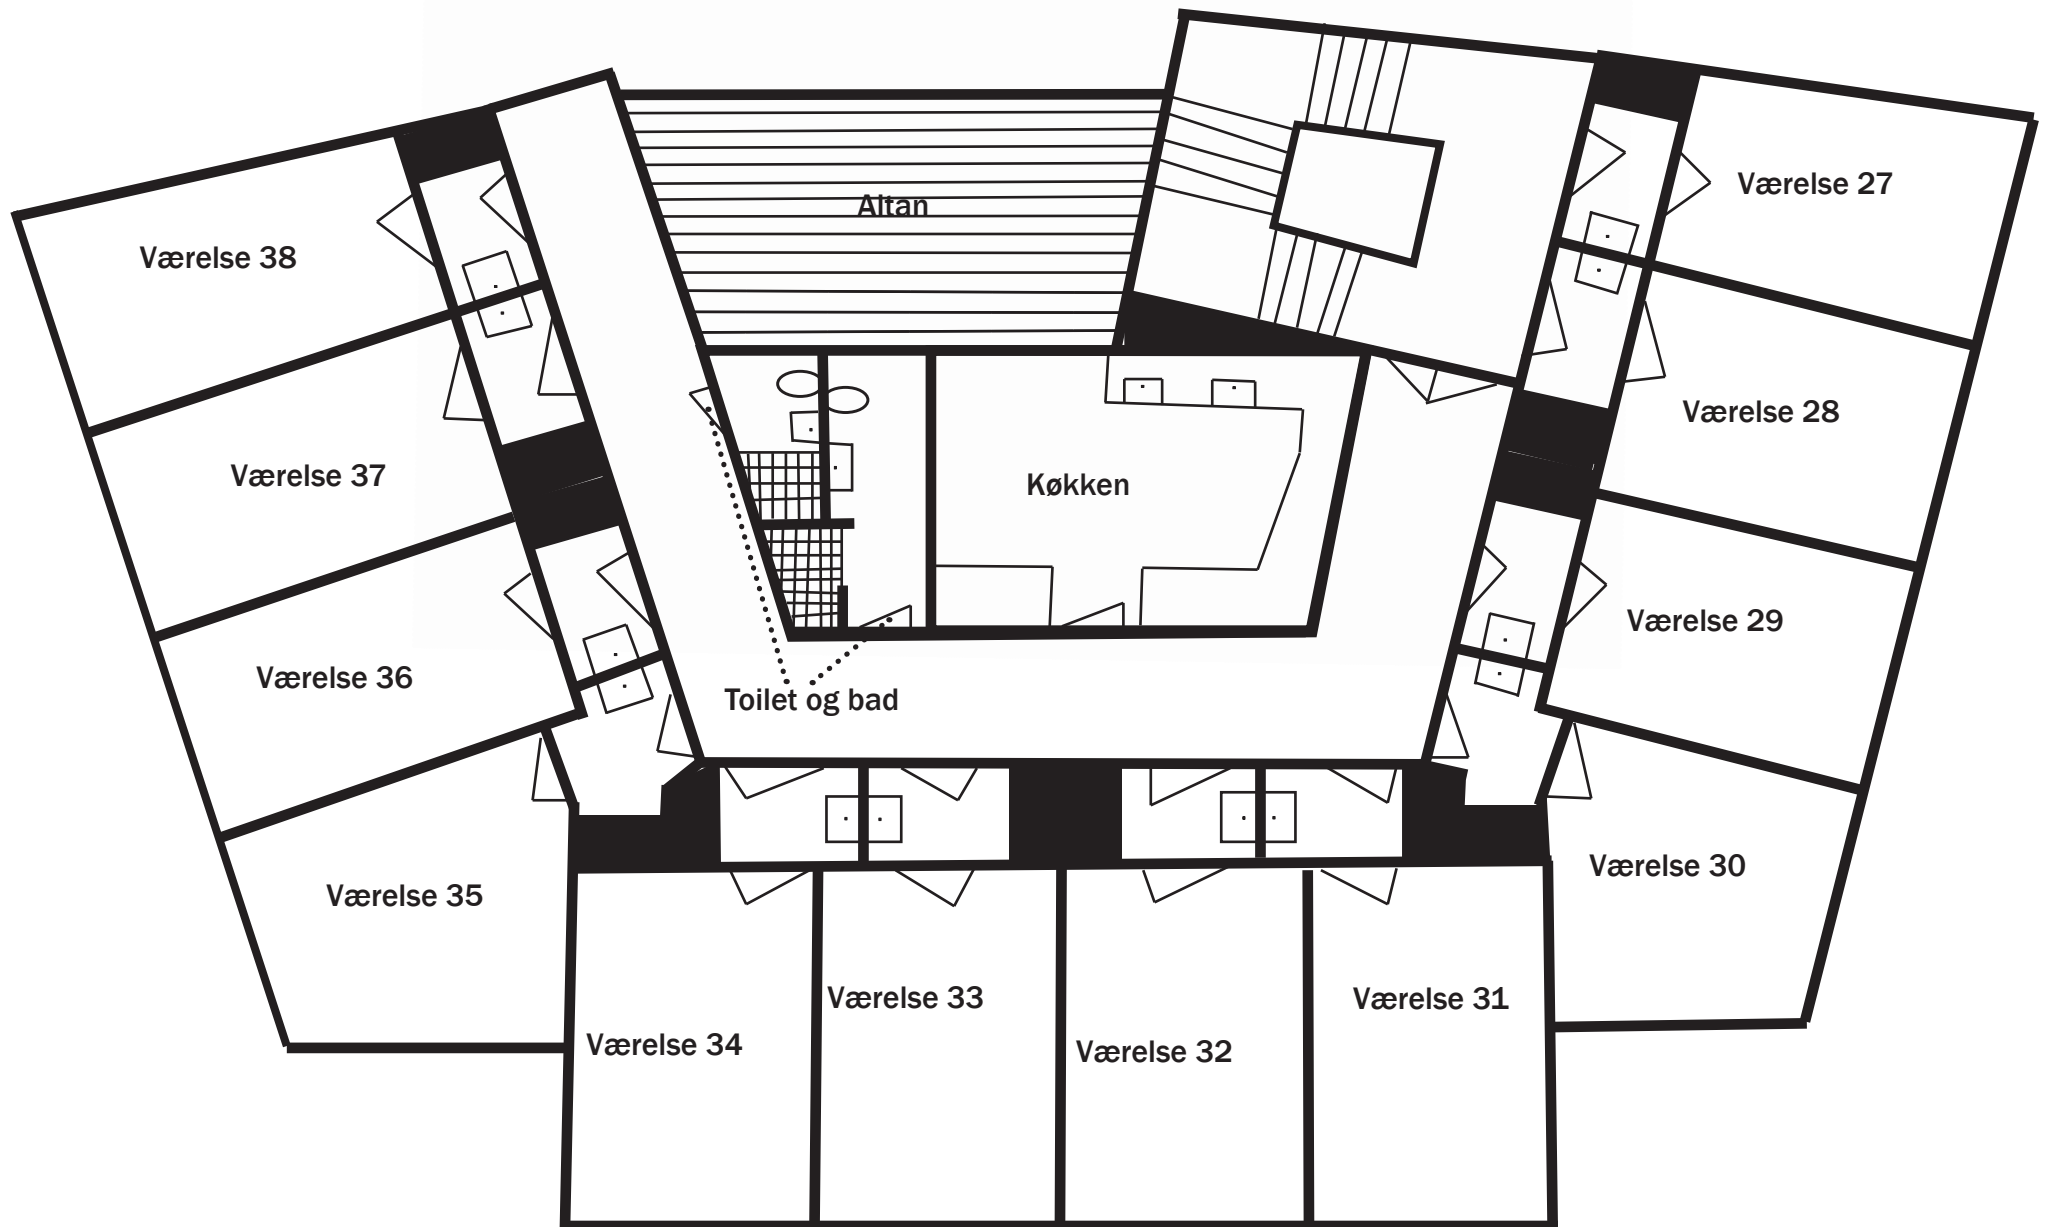 Værelse 27
Altan
Værelse 38
Værelse 28
Værelse 37
Køkken
Værelse 29
Værelse 36
Toilet og bad
Værelse 30
Værelse 35
Værelse 33
Værelse 31
Værelse 34
Værelse 32